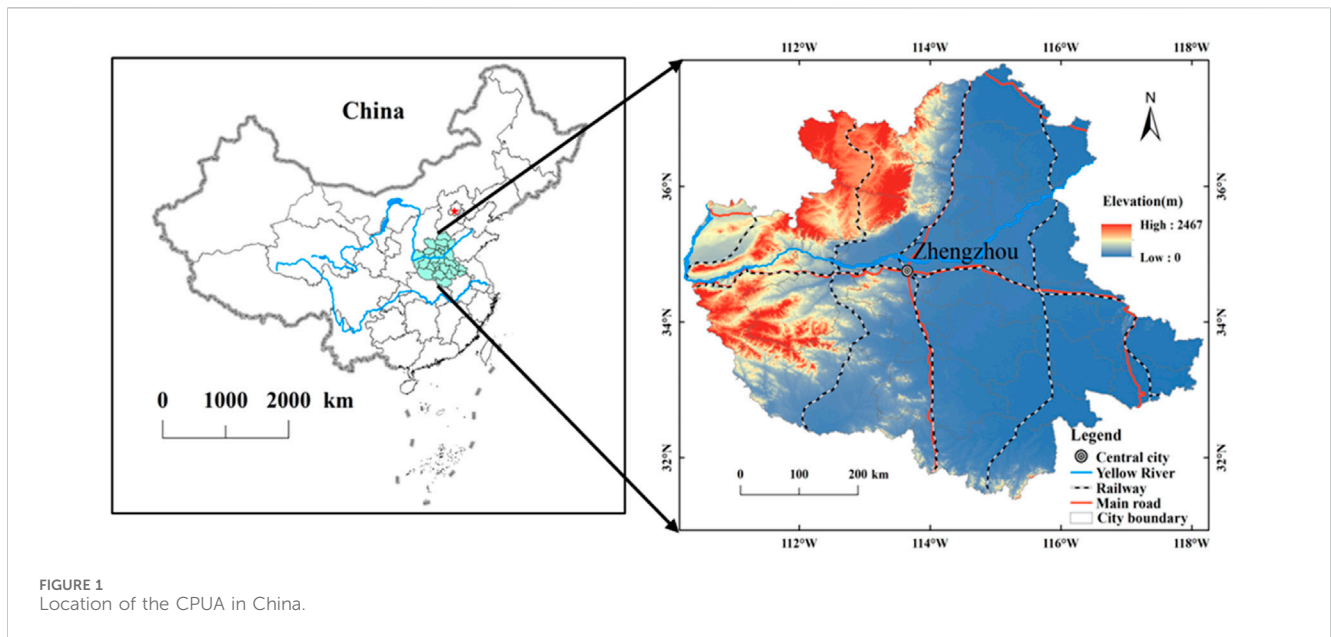 China
0 1000 2000 km
112°W 114°W 116°W 118°W
N
36°N
34°N
32°N
Zhengzhou
Elevation(m)
High : 2467
Low : 0
0 100 200 km
Legend
Central city
Yellow River
Railway
Main road
City boundary
36°N
34°N
32°N
112°W 114°W 116°W 118°W
FIGURE 1
Location of the CPUA in China.